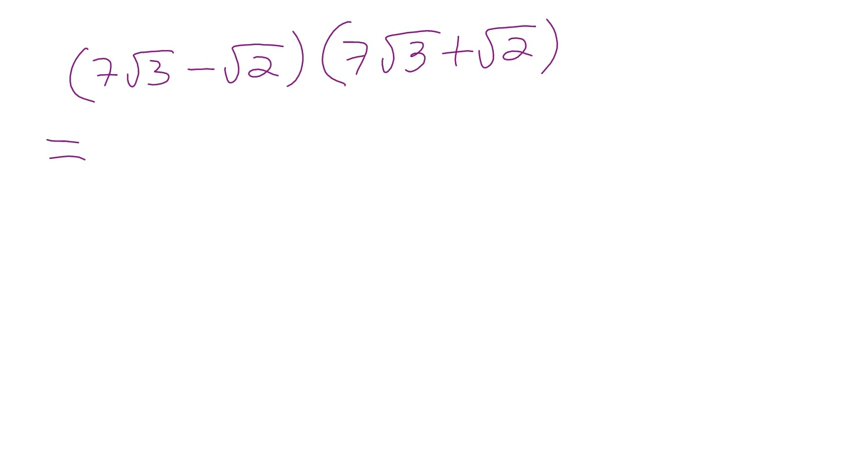 (7√3 − √2) (7√3 + √2)
=